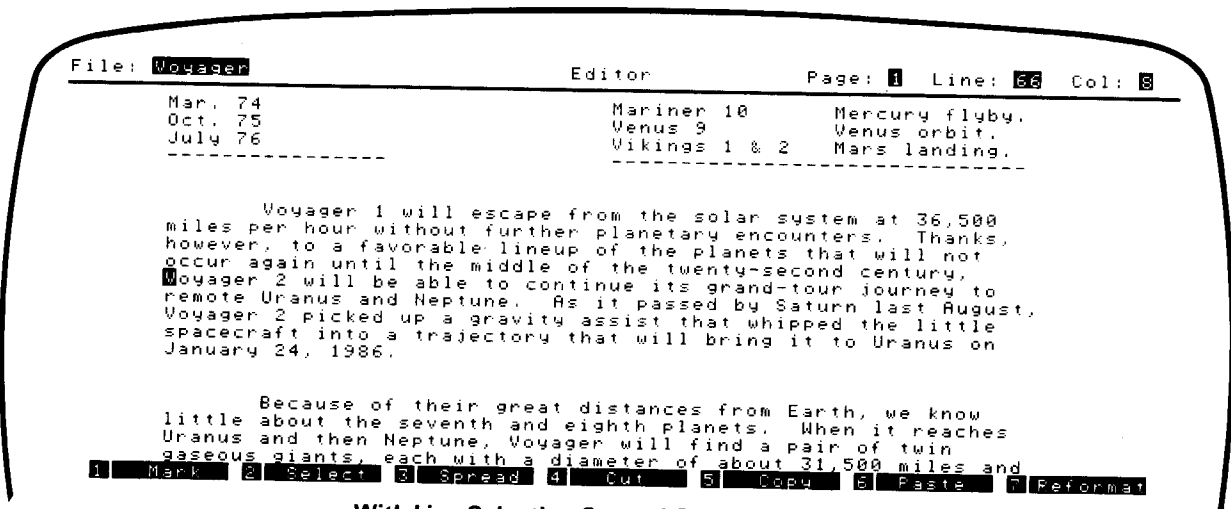 File: Voyager Editor Page: 1 Line: 66 Col: 8
Mar. 74 Mariner 10 Mercury flyby.
Oct. 75 Venus 9 Venus orbit.
July 76 Vikings 1 & 2 Mars landing.
Voyager 1 will escape from the solar system at 36,500
miles per hour without further planetary encounters. Thanks,
however, to a favorable lineup of the planets that will not
occur again until the middle of the twenty-second century,
Voyager 2 will be able to continue its grand-tour journey to
remote Uranus and Neptune. As it passed by Saturn last August,
Voyager 2 picked up a gravity assist that whipped the little
spacecraft into a trajectory that will bring it to Uranus on
January 24, 1986.
Because of their great distances from Earth, we know
little about the seventh and eighth planets. When it reaches
Uranus and then Neptune, Voyager will find a pair of twin
gaseous giants, each with a diameter of about 31,500 miles and
1 Mark 2 Select 3 Spread 4 Cut 5 Copy 6 Paste 7 Reformat